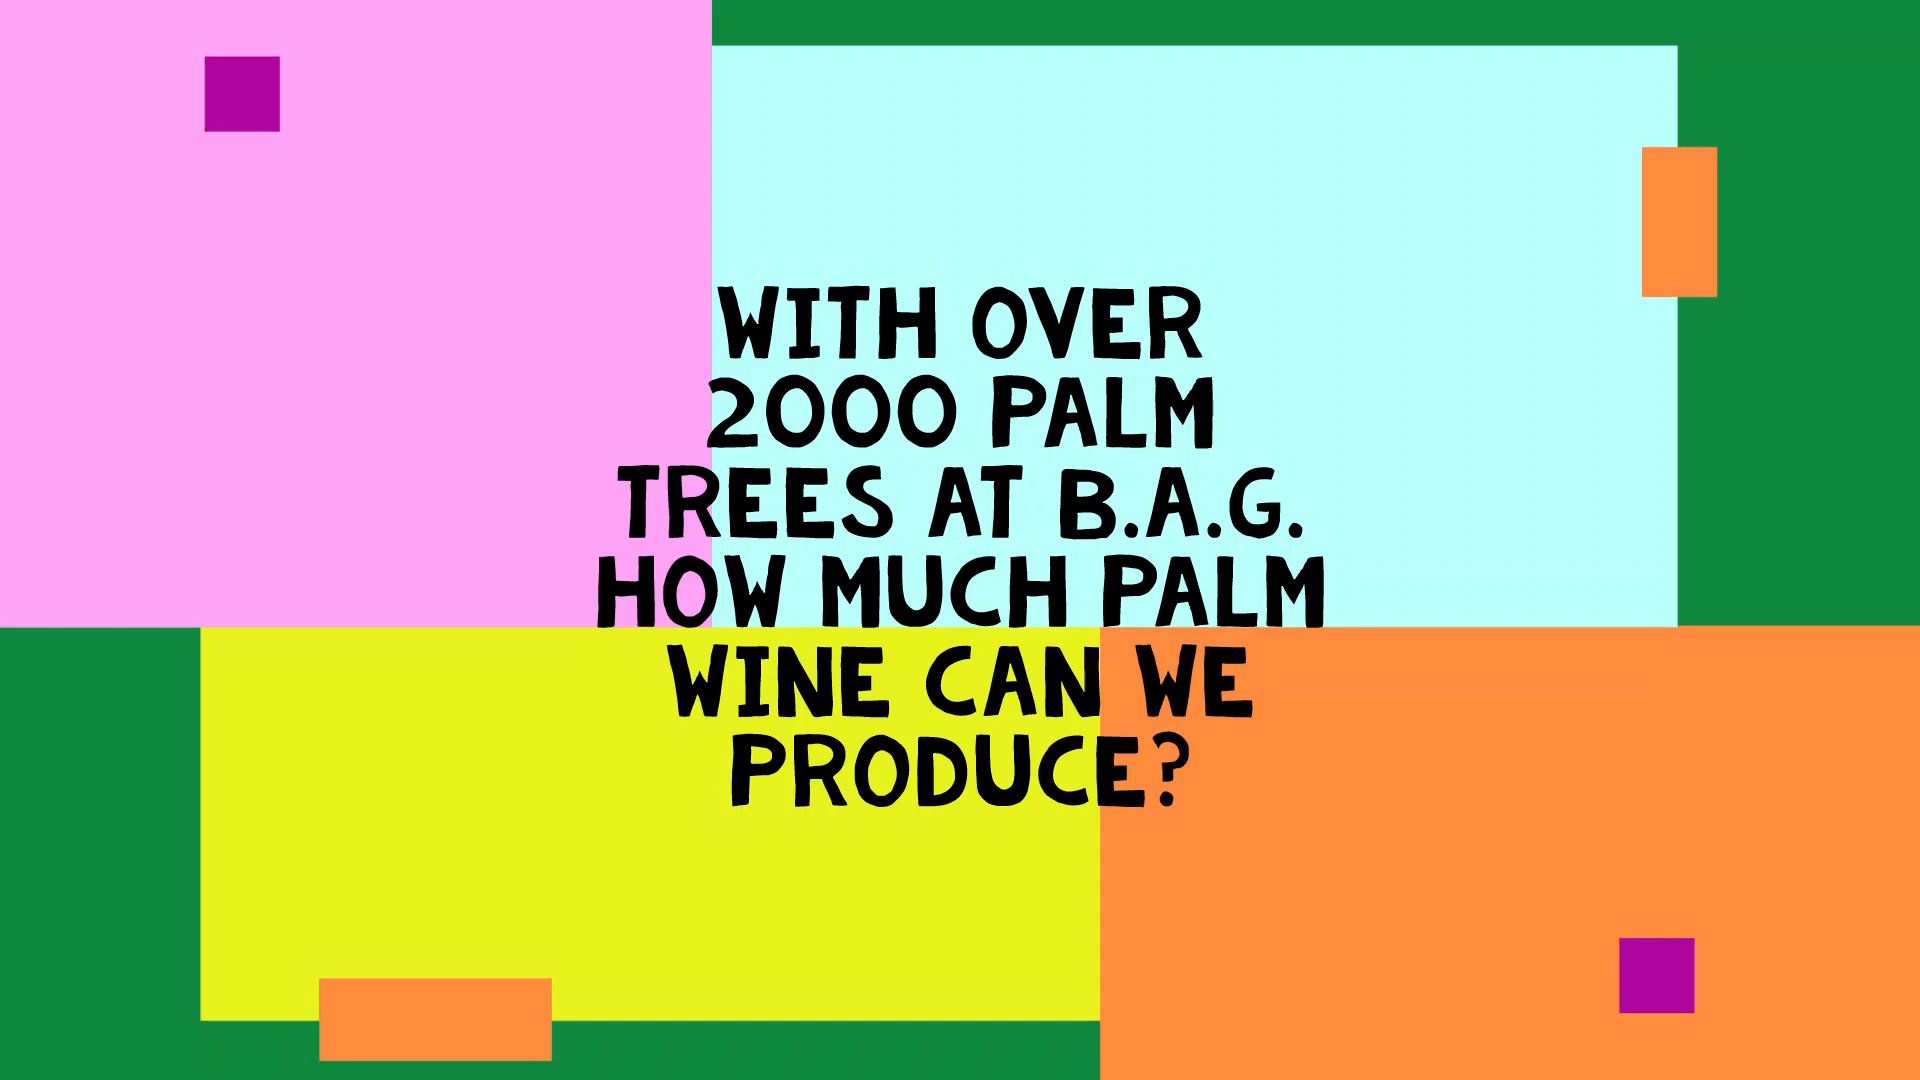 WITH OVER
2000 PALM
TREES AT B.A.G.
HOW MUCH PALM
WINE CAN WE
PRODUCE?